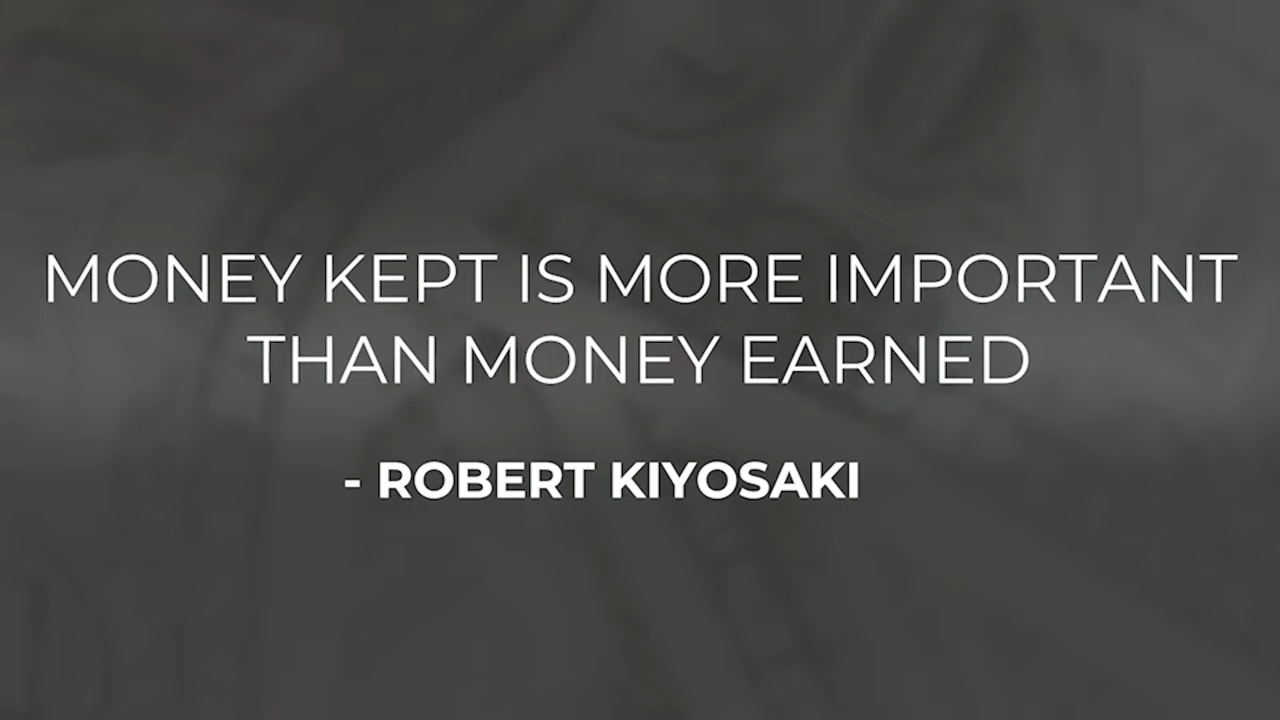 MONEY KEPT IS MORE IMPORTANT
THAN MONEY EARNED
- ROBERT KIYOSAKI